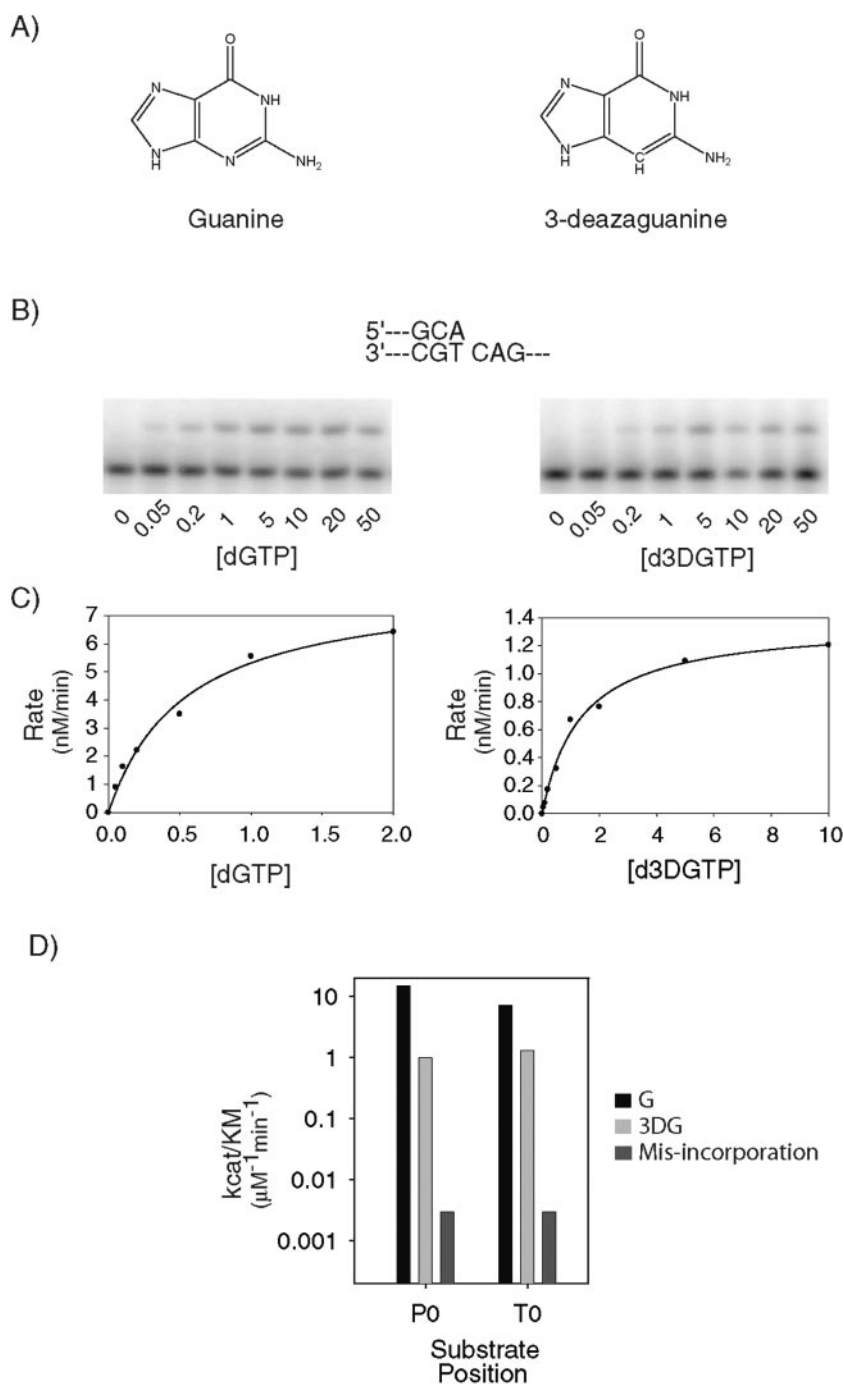 A)
O N NH N H N NH2
O N NH N H C H NH2
Guanine 3-deazaguanine
B)
5'---GCA
3'---CGT CAG---
0 0.05 0.2 1 5 10 20 50
[dGTP]
0 0.05 0.2 1 5 10 20 50
[d3DGTP]
C)
Rate
(nM/min)
7
6
5
4
3
2
1
0
0.0 0.5 1.0 1.5 2.0
[dGTP]
Rate
(nM/min)
1.4
1.2
1.0
0.8
0.6
0.4
0.2
0.0
0 2 4 6 8 10
[d3DGTP]
D)
kcat/KM
(µM-1min-1)
10
1
0.1
0.01
0.001
P0 T0
Substrate
Position
G
3DG
Mis-incorporation